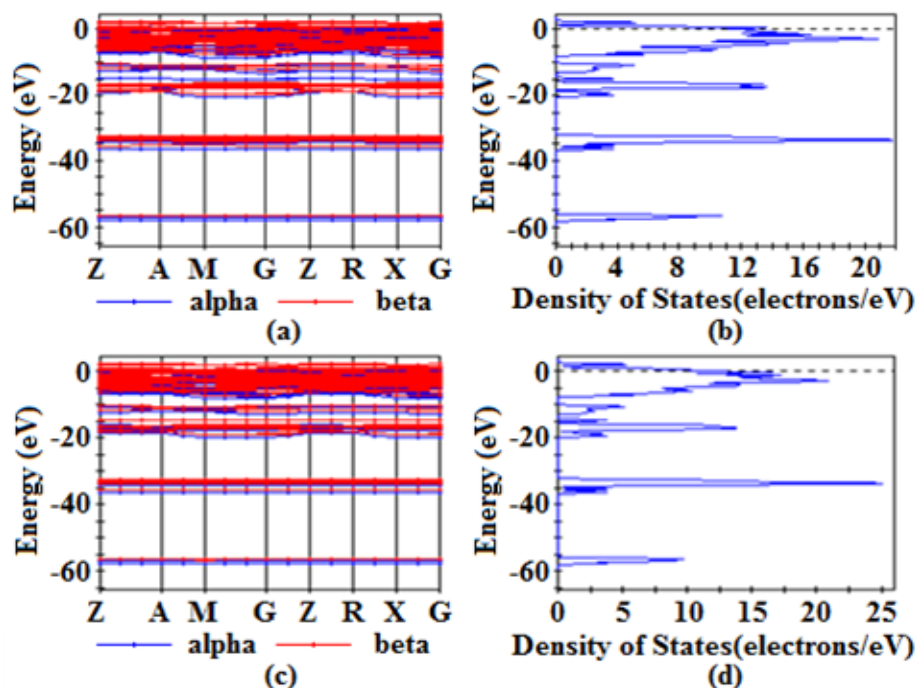 0
-20
-40
-60
Energy (eV)
Z A M G Z R X G
alpha beta
(a)
0
-20
-40
-60
Energy (eV)
0 4 8 12 16 20
Density of States(electrons/eV)
(b)
0
-20
-40
-60
Energy (eV)
Z A M G Z R X G
alpha beta
(c)
0
-20
-40
-60
Energy (eV)
0 5 10 15 20 25
Density of States(electrons/eV)
(d)